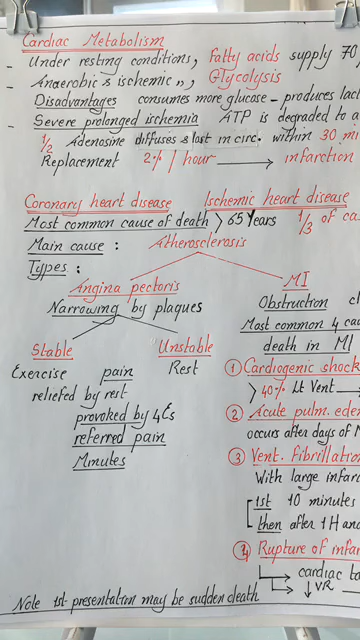 Cardiac Metabolism
- Under resting conditions, Fatty acids supply 70
- Anaerobic & ischemic ,, , Glycolysis
Disadvantages consumes more glucose - produces lac
- Severe prolonged ischemia ATP is degraded to a
1/2 Adenosine diffuses & lost in circ. within 30 mi
Replacement 2% / hour → infarction
Coronary heart disease Ischemic heart disease
Most common cause of death > 65 Years 1/3 of ca
Main cause : Atherosclerosis
Types :
Angina pectoris
Narrowing by plaques
Stable
Exercise pain
reliefed by rest
provoked by 4 Es
referred pain
Minutes
Unstable
Rest
MI
Obstruction c
Most common 4 cau
death in MI
① Cardiogenic shock
> 40% Lt Vent
② Acute pulm. ede
occurs after days of M
③ Vent. Fibrillation
With large infarc
1st 10 minutes
then after 1 H and
④ Rupture of infar
→ cardiac ta
→ ↓ VR
Note 1st presentation may be sudden death